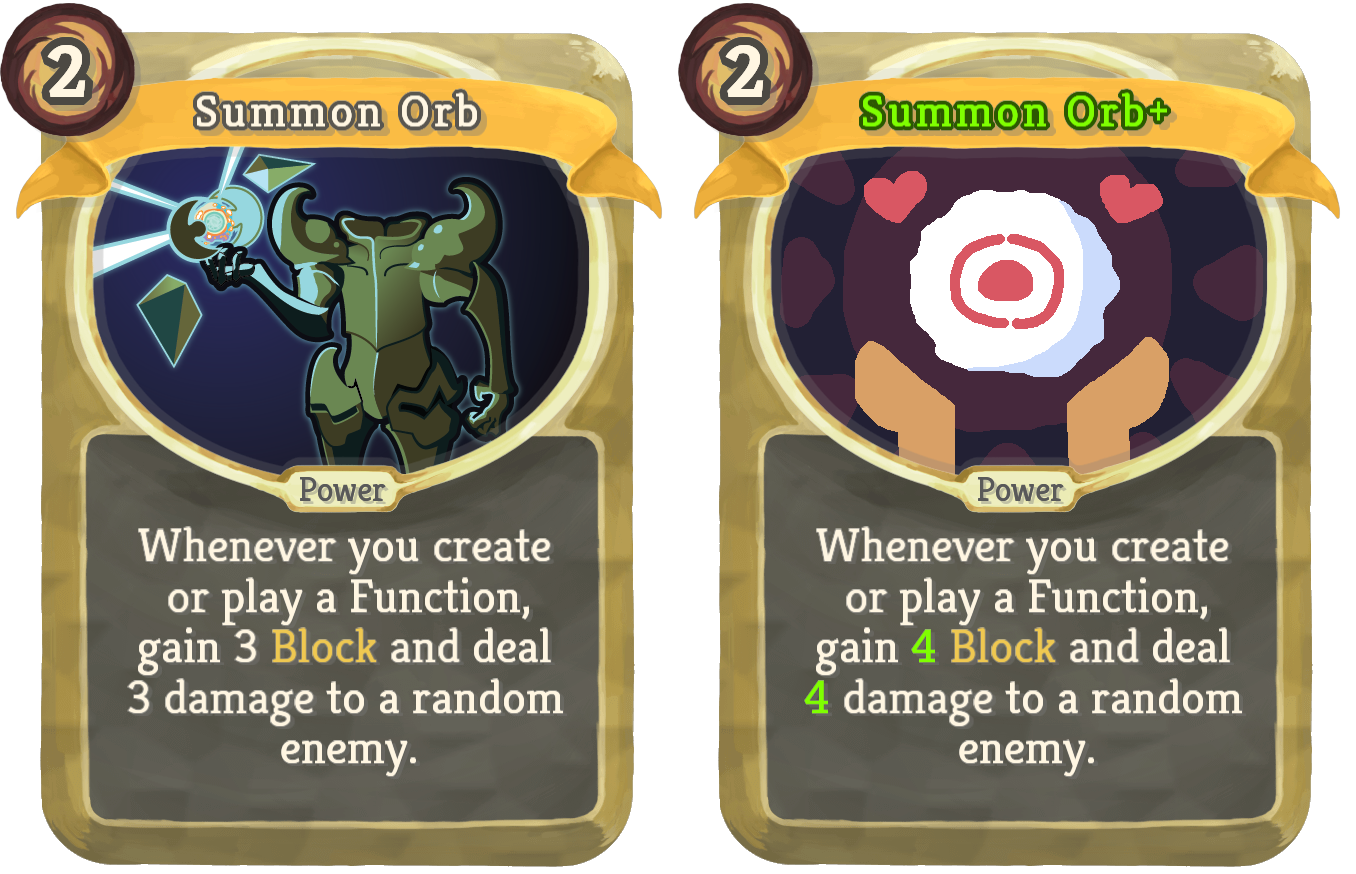 2
Summon Orb
Power
Whenever you create
or play a Function,
gain 3 Block and deal
3 damage to a random
enemy.
2
Summon Orb+
Power
Whenever you create
or play a Function,
gain 4 Block and deal
4 damage to a random
enemy.